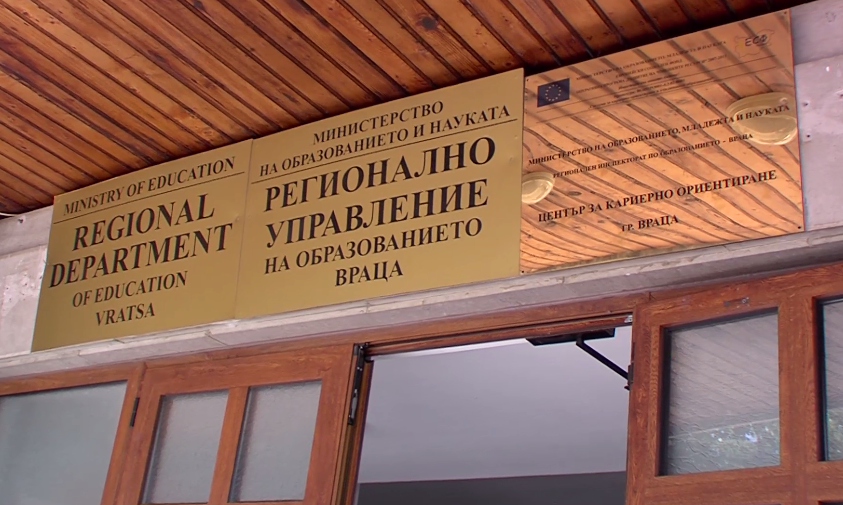 MINISTRY OF EDUCATION
REGIONAL
DEPARTMENT
OF EDUCATION
VRATSA
МИНИСТЕРСТВО
НА ОБРАЗОВАНИЕТО И НАУКАТА
РЕГИОНАЛНО
УПРАВЛЕНИЕ
НА ОБРАЗОВАНИЕТО
ВРАЦА
МИНИСТЕРСТВО НА ОБРАЗОВАНИЕТО, МЛАДЕЖТА И НАУКАТА
РЕГИОНАЛЕН ИНСПЕКТОРАТ ПО ОБРАЗОВАНИЕТО - ВРАЦА
ЦЕНТЪР ЗА КАРИЕРНО ОРИЕНТИРАНЕ
ГР. ВРАЦА